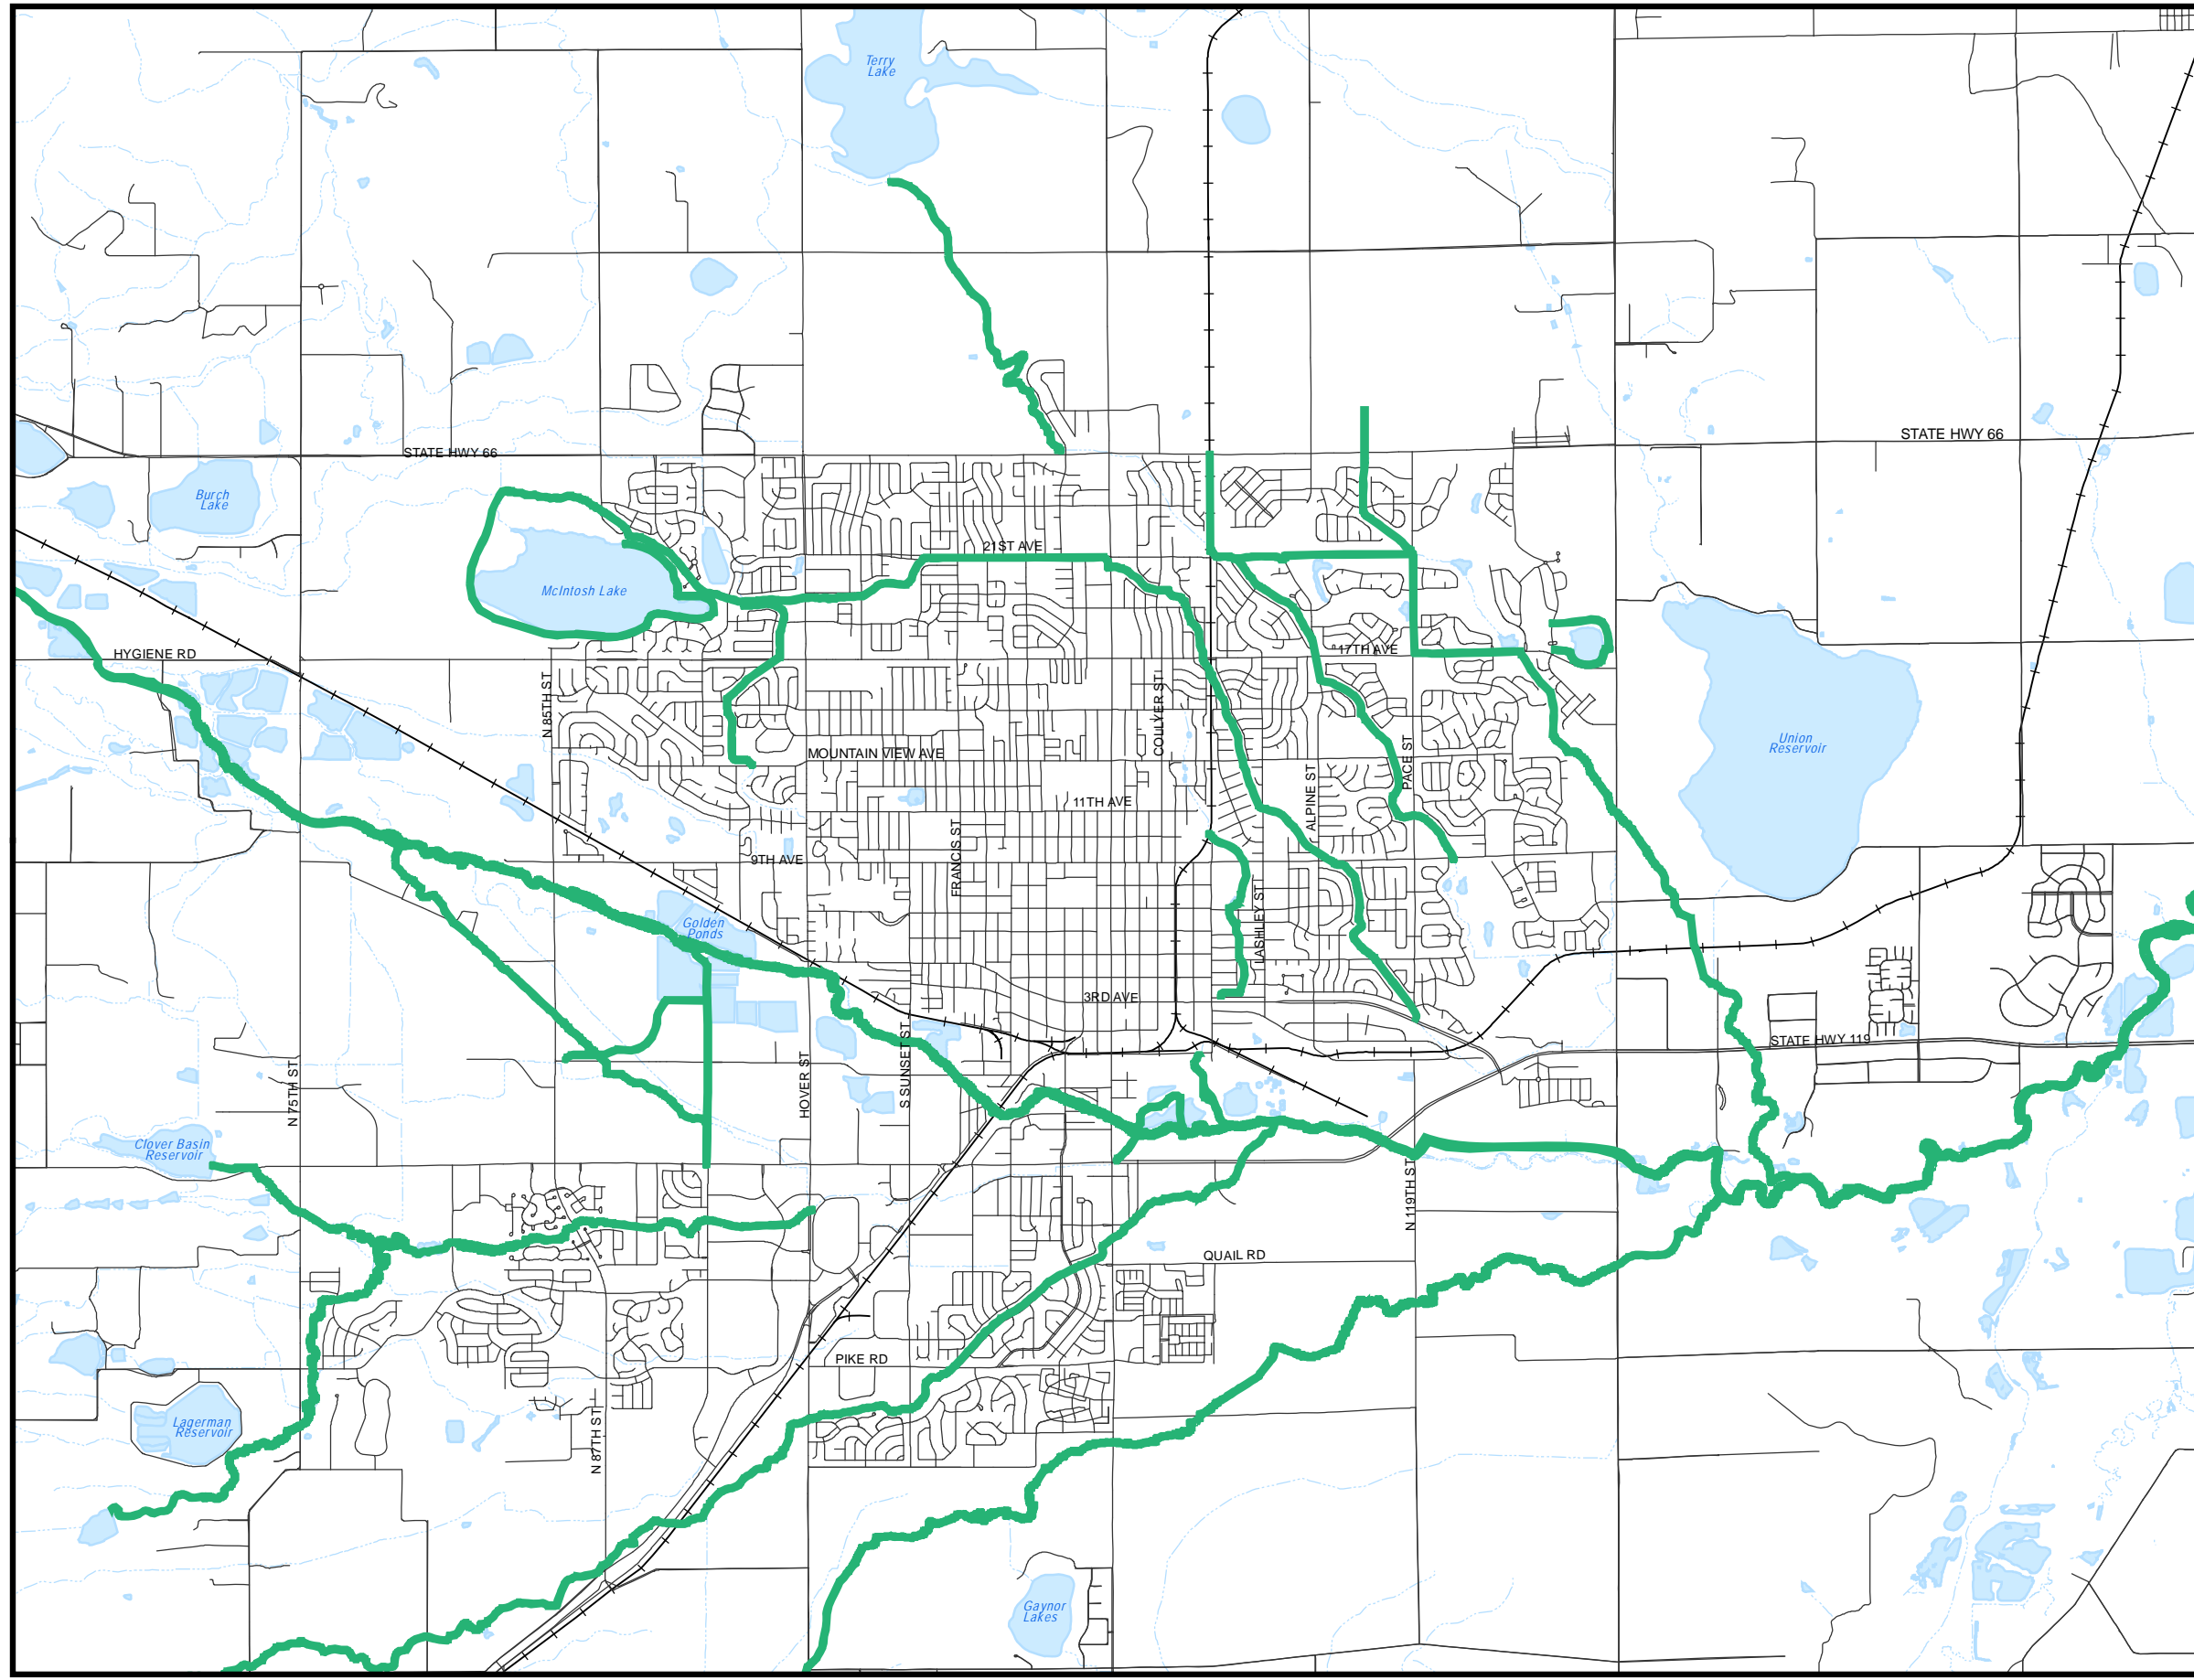 Terry
Lake
STATE HWY 66
STATE HWY 66
Burch
Lake
21ST AVE
McIntosh Lake
HYGIENE RD
17TH AVE
N 85TH ST
COLLYER ST
Union
Reservoir
MOUNTAIN VIEW AVE
PACE ST
11TH AVE
ALPINE ST
FRANCIS ST
9TH AVE
LASHLEY ST
Golden
Ponds
3RD AVE
STATE HWY 119
S SUNSET ST
HOVER ST
N 75TH ST
Clover Basin
Reservoir
N 119TH ST
QUAIL RD
PIKE RD
Lagerman
Reservoir
N 87TH ST
Gaynor
Lakes